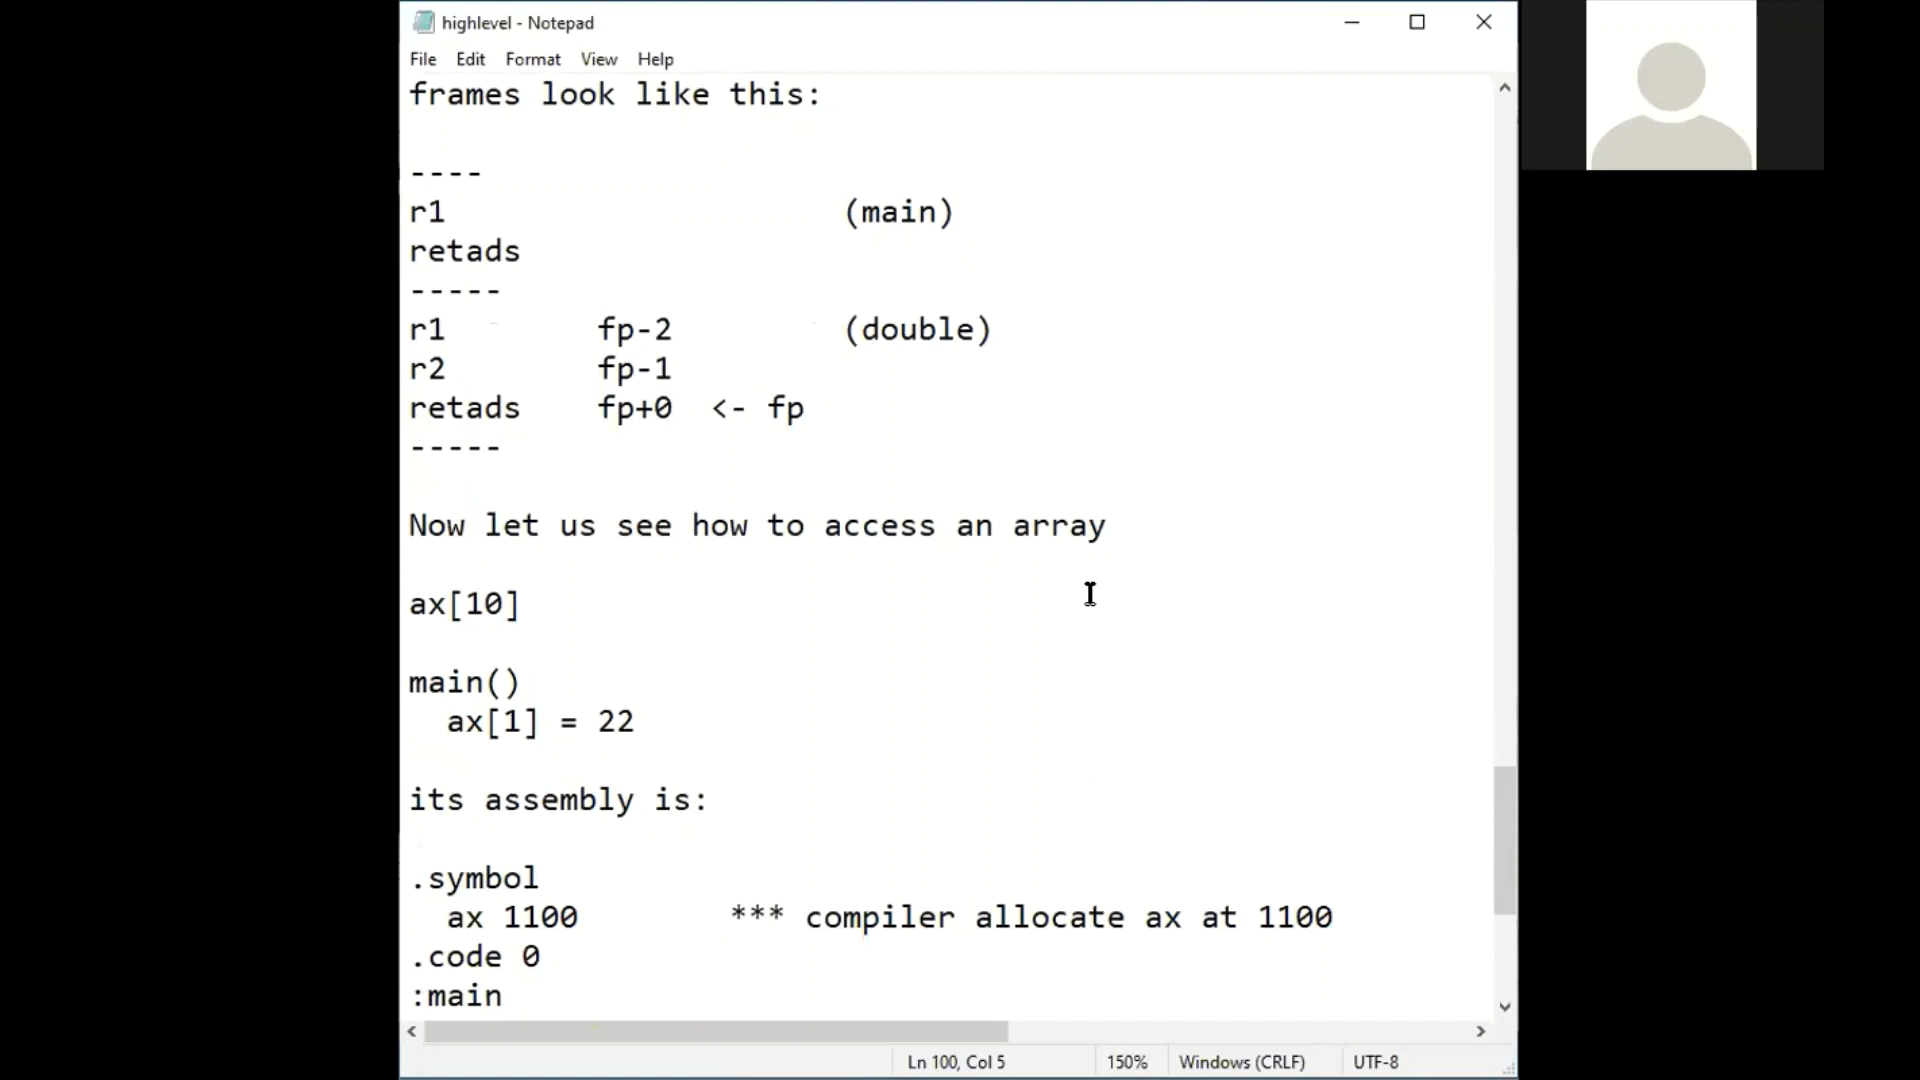 highlevel - Notepad
File Edit Format View Help
frames look like this:
----
r1 (main)
retads
-----
r1 fp-2 (double)
r2 fp-1
retads fp+0 <- fp
-----
Now let us see how to access an array
ax[10]
main()
ax[1] = 22
its assembly is:
.symbol
ax 1100 *** compiler allocate ax at 1100
.code 0
:main
Ln 100, Col 5 150% Windows (CRLF) UTF-8